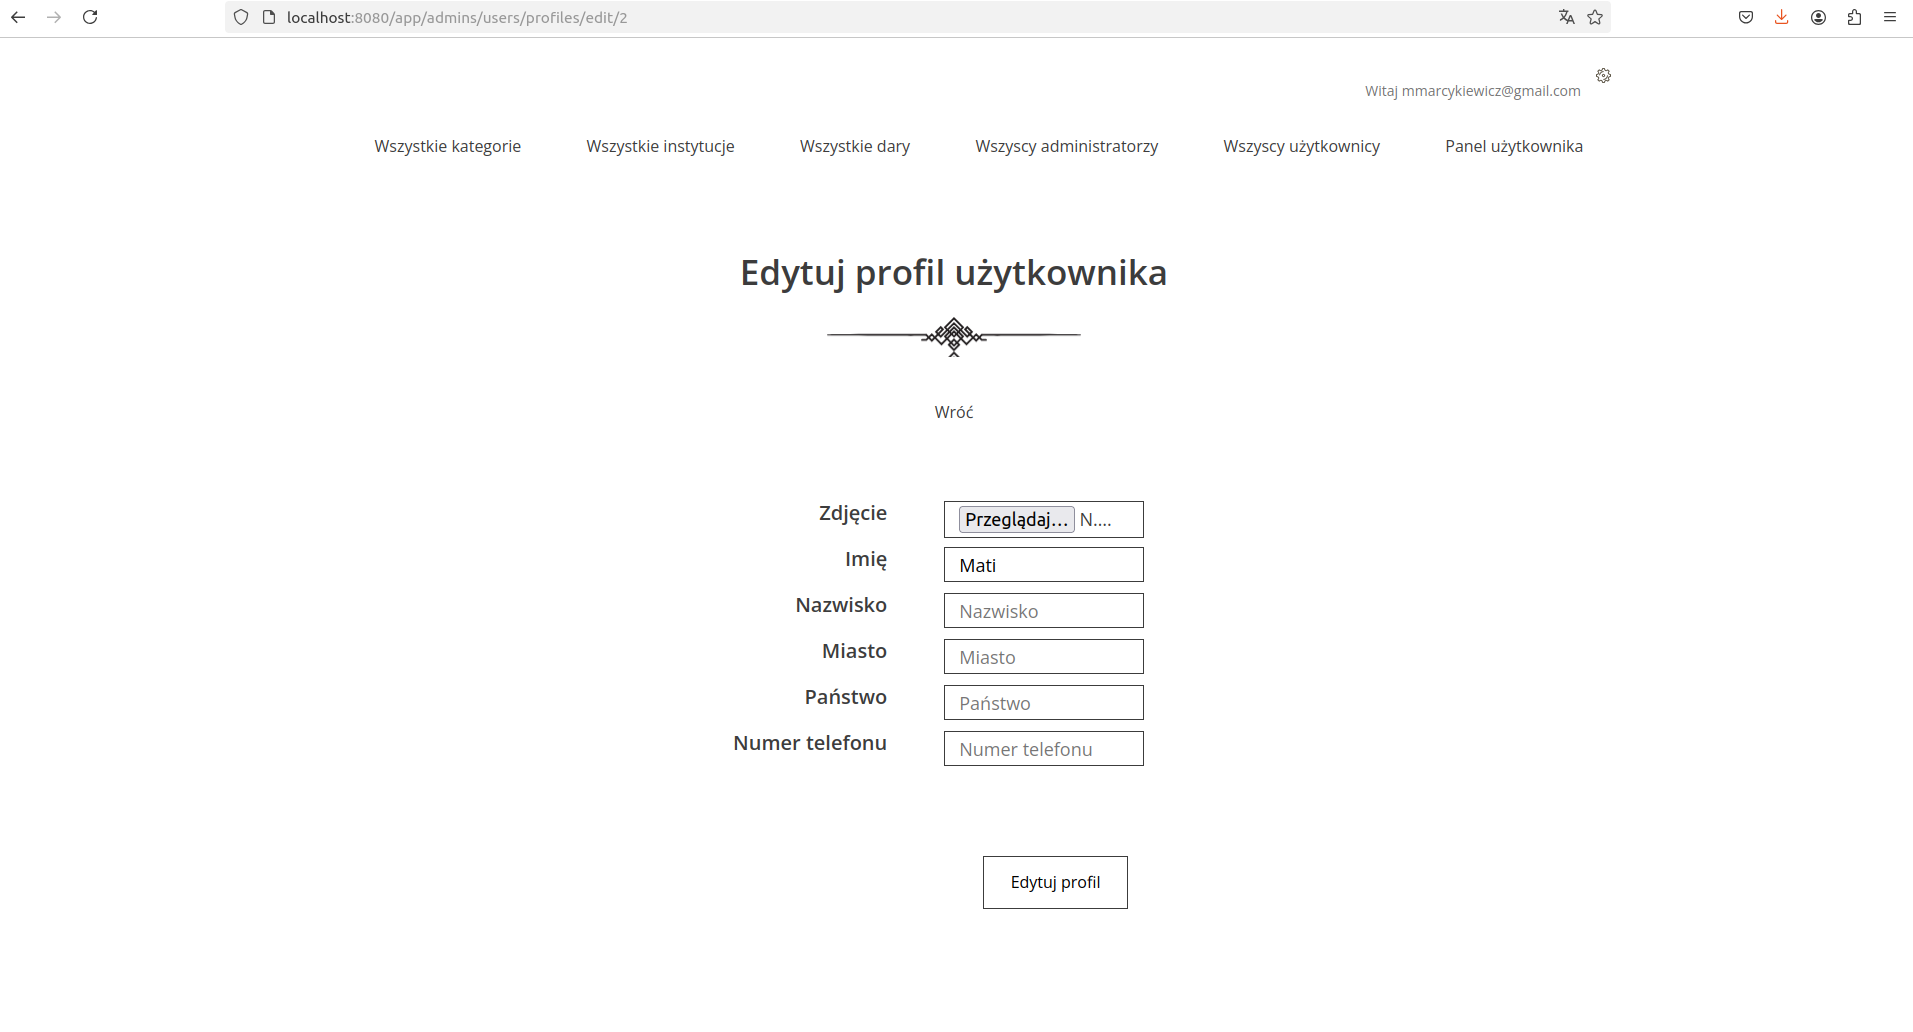 localhost:8080/app/admins/users/profiles/edit/2
Witaj mmarcykiewicz@gmail.com
Wszystkie kategorie Wszystkie instytucje Wszystkie dary Wszyscy administratorzy Wszyscy użytkownicy Panel użytkownika
Edytuj profil użytkownika
Wróć
Zdjęcie Przeglądaj... N....
Imię Mati
Nazwisko Nazwisko
Miasto Miasto
Państwo Państwo
Numer telefonu Numer telefonu
Edytuj profil